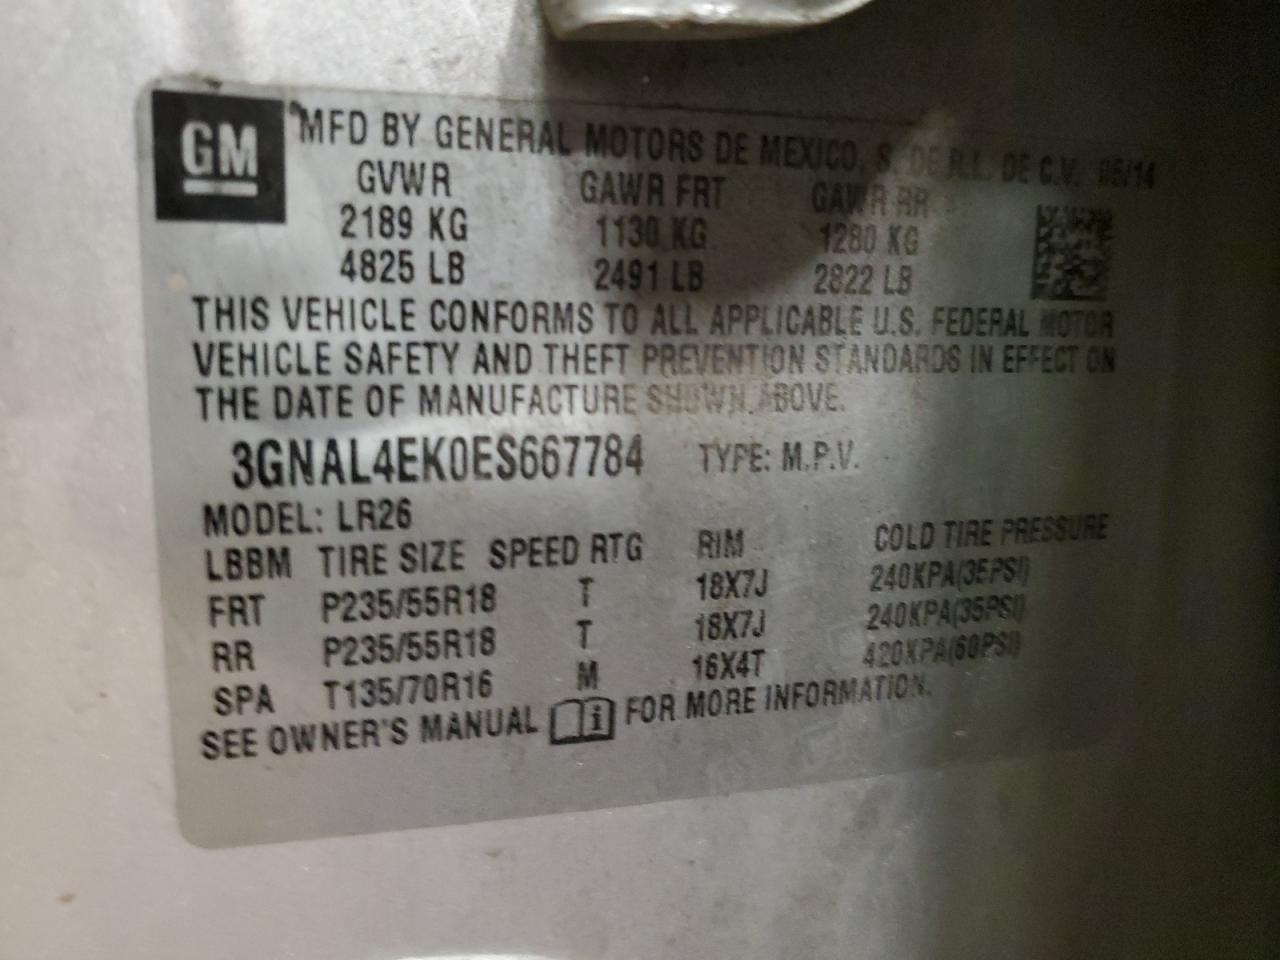 GM
MFD BY GENERAL MOTORS DE MEXICO, S. DE R.L. DE C.V. 05/14
GVWR GAWR FRT GAWR RR
2189 KG 1130 KG 1280 KG
4825 LB 2491 LB 2822 LB
THIS VEHICLE CONFORMS TO ALL APPLICABLE U.S. FEDERAL MOTOR
VEHICLE SAFETY AND THEFT PREVENTION STANDARDS IN EFFECT ON
THE DATE OF MANUFACTURE SHOWN ABOVE.
3GNAL4EK0ES667784 TYPE: M.P.V.
MODEL: LR26
LBBM TIRE SIZE SPEED RTG RIM COLD TIRE PRESSURE
FRT P235/55R18 T 18X7J 240KPA(35PSI)
RR P235/55R18 T 18X7J 240KPA(35PSI)
SPA T135/70R16 M 16X4T 420KPA(60PSI)
SEE OWNER'S MANUAL FOR MORE INFORMATION.